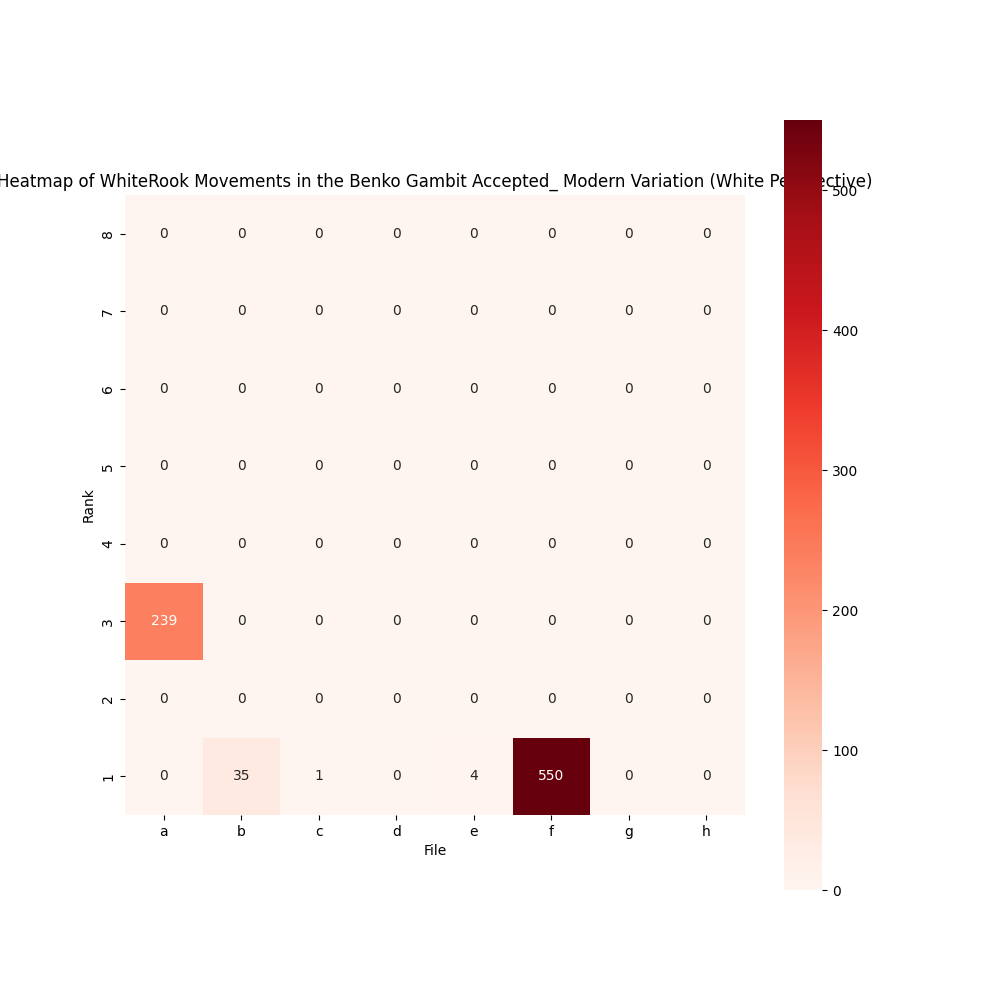 Heatmap of WhiteRook Movements in the Benko Gambit Accepted_ Modern Variation (White Perspective)
500
8 0 0 0 0 0 0 0 0
7 0 0 0 0 0 0 0 0
400
6 0 0 0 0 0 0 0 0
5 0 0 0 0 0 0 0 0
300
Rank
4 0 0 0 0 0 0 0 0
200
3 239 0 0 0 0 0 0 0
2 0 0 0 0 0 0 0 0
100
1 0 35 1 0 4 550 0 0
a b c d e f g h
File
0